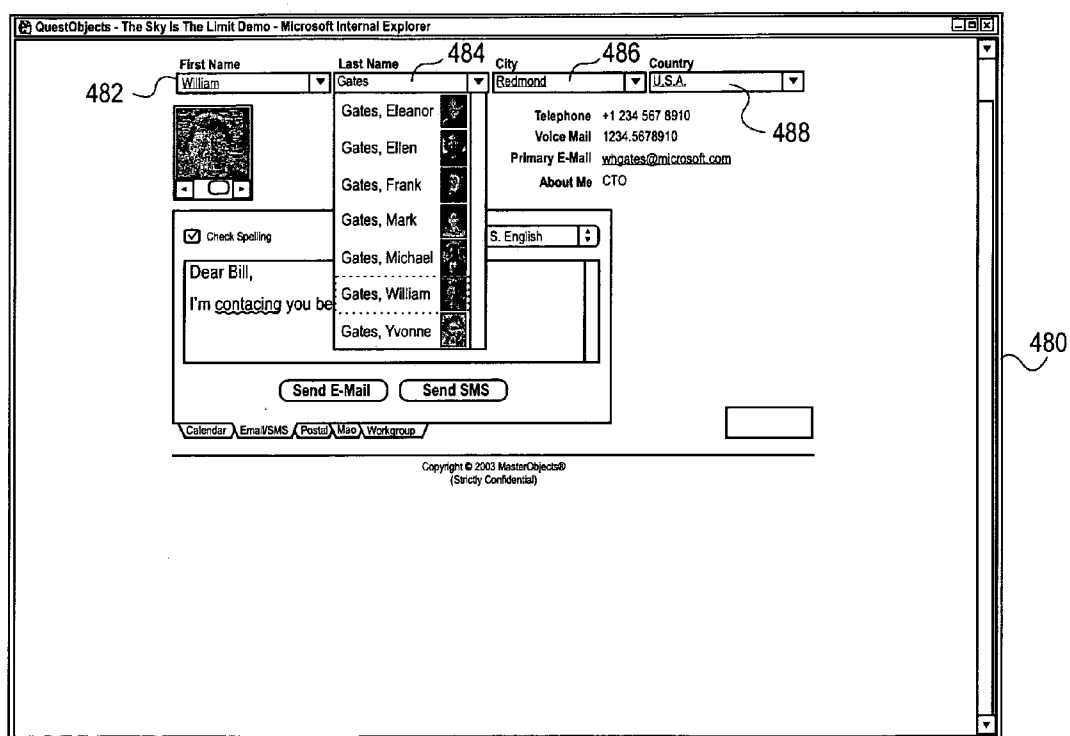 QuestObjects - The Sky Is The Limit Demo - Microsoft Internal Explorer
First Name Last Name 484 City 486 Country
482 William Gates Redmond U.S.A.
488
Gates, Eleanor
Gates, Ellen
Gates, Frank
Gates, Mark
Gates, Michael
Gates, William
Gates, Yvonne
Telephone +1 234 567 8910
Voice Mail 1234.5678910
Primary E-Mail whgates@microsoft.com
About Me CTO
Check Spelling S. English
Dear Bill,
I'm contacing you be
480
Send E-Mail Send SMS
Calendar Email/SMS Postal Mao Workgroup
Copyright © 2003 MasterObjects®
(Strictly Confidential)